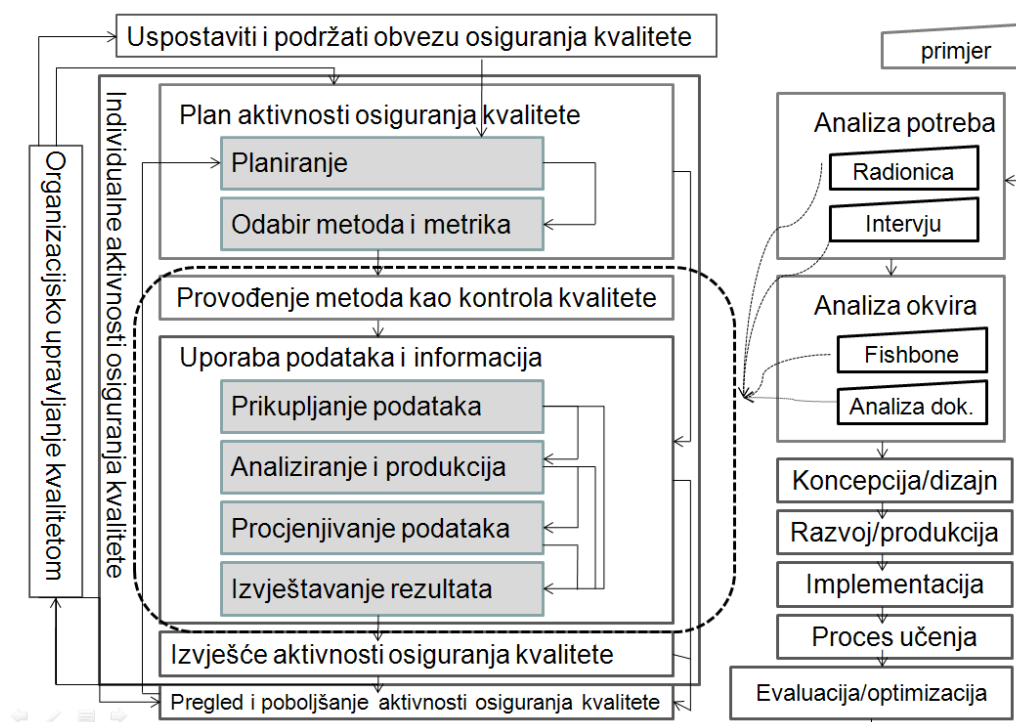 Uspostaviti i podržati obvezu osiguranja kvalitete
Organizacijsko upravljanje kvalitetom
Individualne aktivnosti osiguranja kvalitete
Plan aktivnosti osiguranja kvalitete
Planiranje
Odabir metoda i metrika
Provođenje metoda kao kontrola kvalitete
Uporaba podataka i informacija
Prikupljanje podataka
Analiziranje i produkcija
Procjenjivanje podataka
Izvještavanje rezultata
Izvješće aktivnosti osiguranja kvalitete
Pregled i poboljšanje aktivnosti osiguranja kvalitete
primjer
Analiza potreba
Radionica
Intervju
Analiza okvira
Fishbone
Analiza dok.
Koncepcija/dizajn
Razvoj/produkcija
Implementacija
Proces učenja
Evaluacija/optimizacija